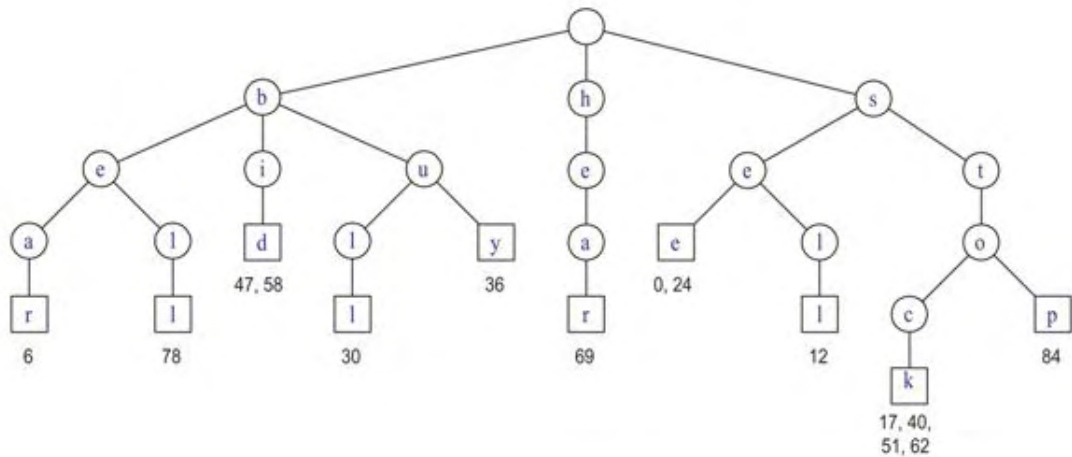 b h s
e i u e e t
a l d l y a e l o
47, 58 36 0, 24
r l l r l c p
6 78 30 69 12 84
k
17, 40,
51, 62